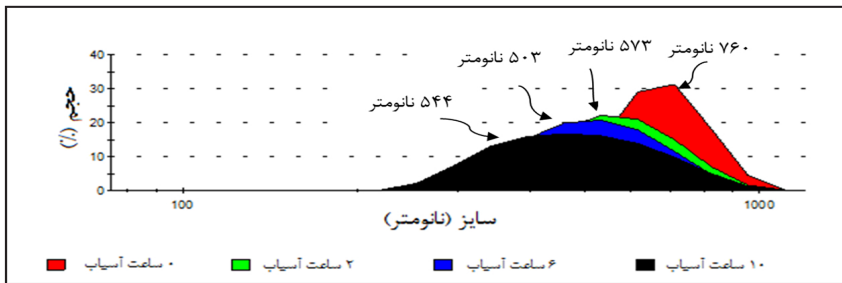 ۷۶۰ نانومتر
۵۷۳ نانومتر
۵۰۳ نانومتر
۵۴۴ نانومتر
حجم (%)
40
30
20
10
0
100
1000
سایز (نانومتر)
۰ ساعت آسیاب
۲ ساعت آسیاب
۶ ساعت آسیاب
۱۰ ساعت آسیاب